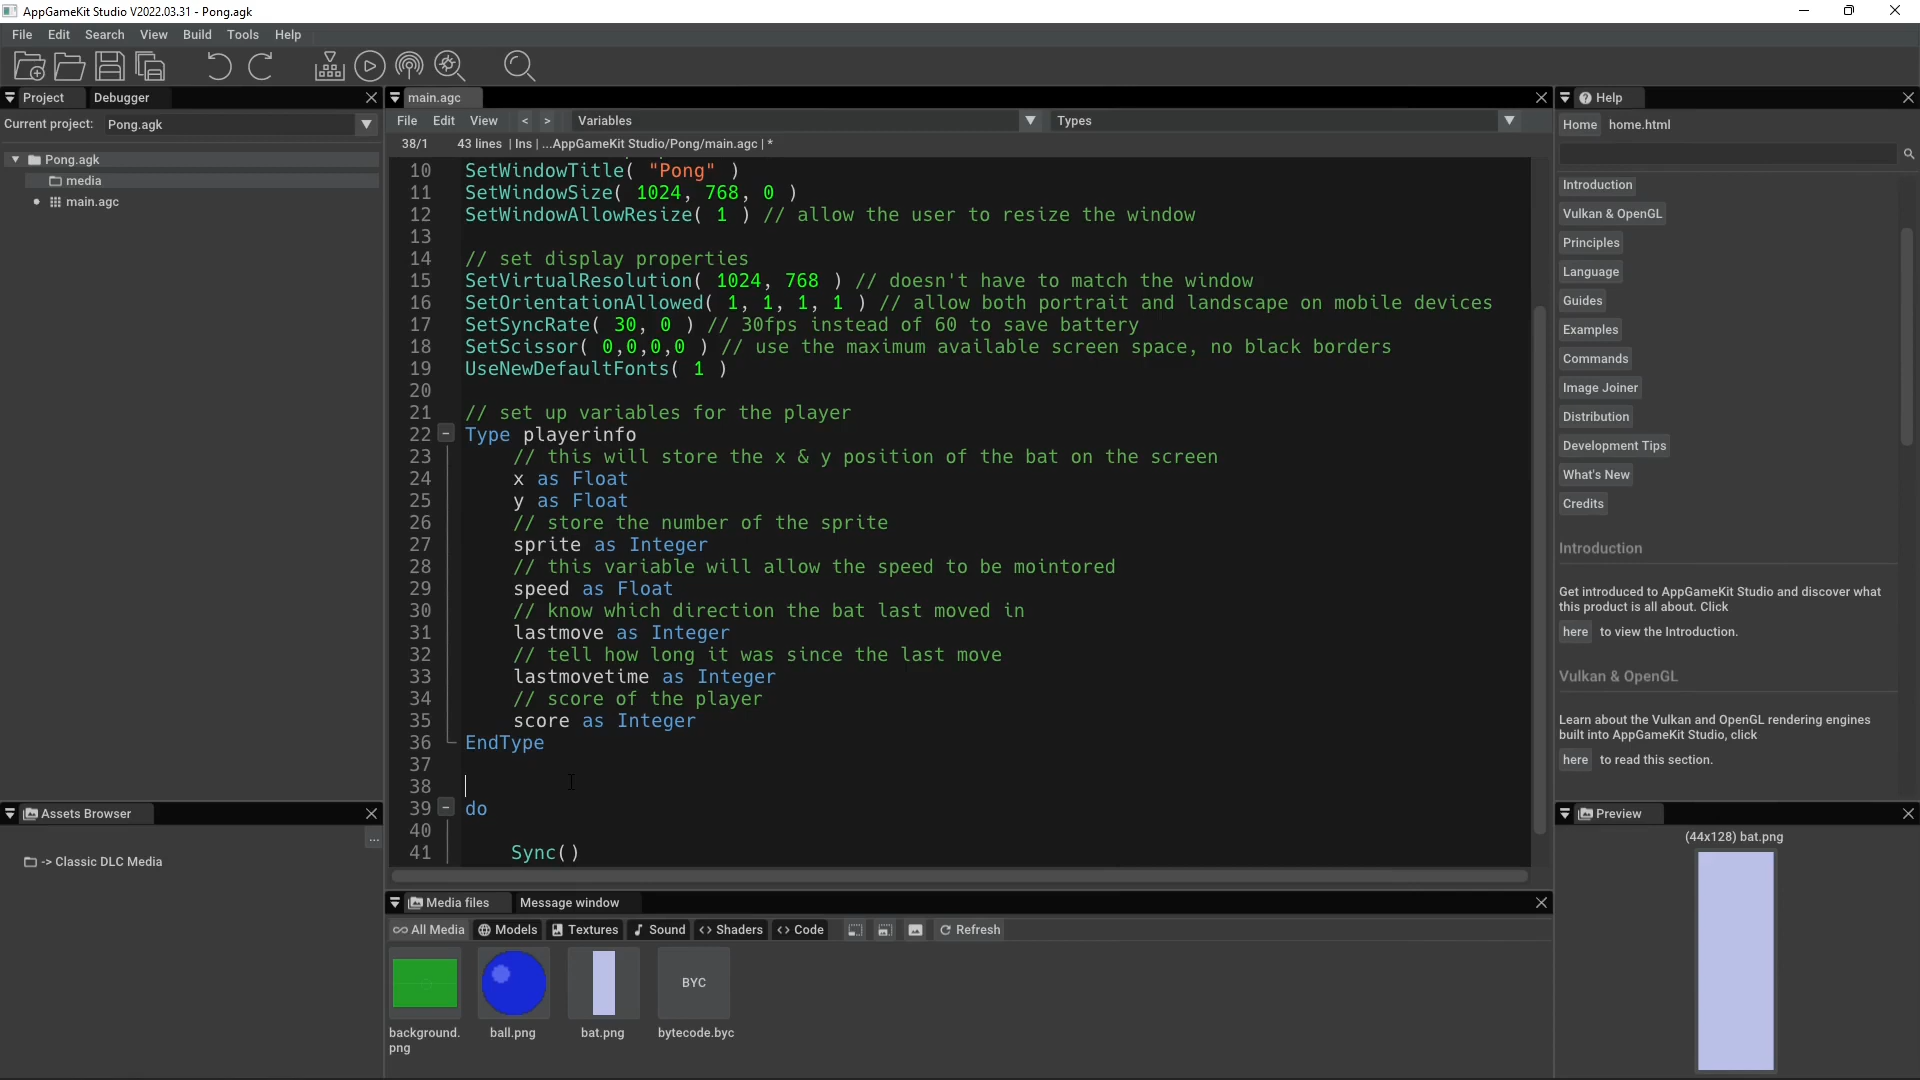 AppGameKit Studio V2022.03.31 - Pong.agk
File Edit Search View Build Tools Help
Project Debugger
Current project: Pong.agk
Pong.agk
media
main.agc
Assets Browser
...
-> Classic DLC Media
main.agc
File Edit View < > Variables Types
38/1 43 lines | Ins | ...AppGameKit Studio/Pong/main.agc | *
10 SetWindowTitle( "Pong" )
11 SetWindowSize( 1024, 768, 0 )
12 SetWindowAllowResize( 1 ) // allow the user to resize the window
13
14 // set display properties
15 SetVirtualResolution( 1024, 768 ) // doesn't have to match the window
16 SetOrientationAllowed( 1, 1, 1, 1 ) // allow both portrait and landscape on mobile devices
17 SetSyncRate( 30, 0 ) // 30fps instead of 60 to save battery
18 SetScissor( 0,0,0,0 ) // use the maximum available screen space, no black borders
19 UseNewDefaultFonts( 1 )
20
21 // set up variables for the player
22 Type playerinfo
23 // this will store the x & y position of the bat on the screen
24 x as Float
25 y as Float
26 // store the number of the sprite
27 sprite as Integer
28 // this variable will allow the speed to be mointored
29 speed as Float
30 // know which direction the bat last moved in
31 lastmove as Integer
32 // tell how long it was since the last move
33 lastmovetime as Integer
34 // score of the player
35 score as Integer
36 EndType
37
38
39 do
40
41 Sync()
Media files Message window
All Media Models Textures Sound <> Shaders <> Code Refresh
BYC
background.png
ball.png
bat.png
bytecode.byc
Help
Home home.html
Introduction
Vulkan & OpenGL
Principles
Language
Guides
Examples
Commands
Image Joiner
Distribution
Development Tips
What's New
Credits
Introduction
Get introduced to AppGameKit Studio and discover what
this product is all about. Click
here to view the Introduction.
Vulkan & OpenGL
Learn about the Vulkan and OpenGL rendering engines
built into AppGameKit Studio, click
here to read this section.
Preview
(44x128) bat.png